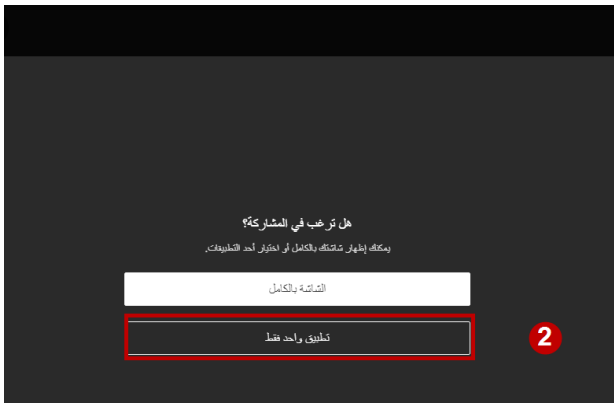 هل ترغب في المشاركة؟
يمكنك إظهار شاشتك بالكامل أو اختيار أحد التطبيقات.
الشاشة بالكامل
تطبيق واحد فقط
2